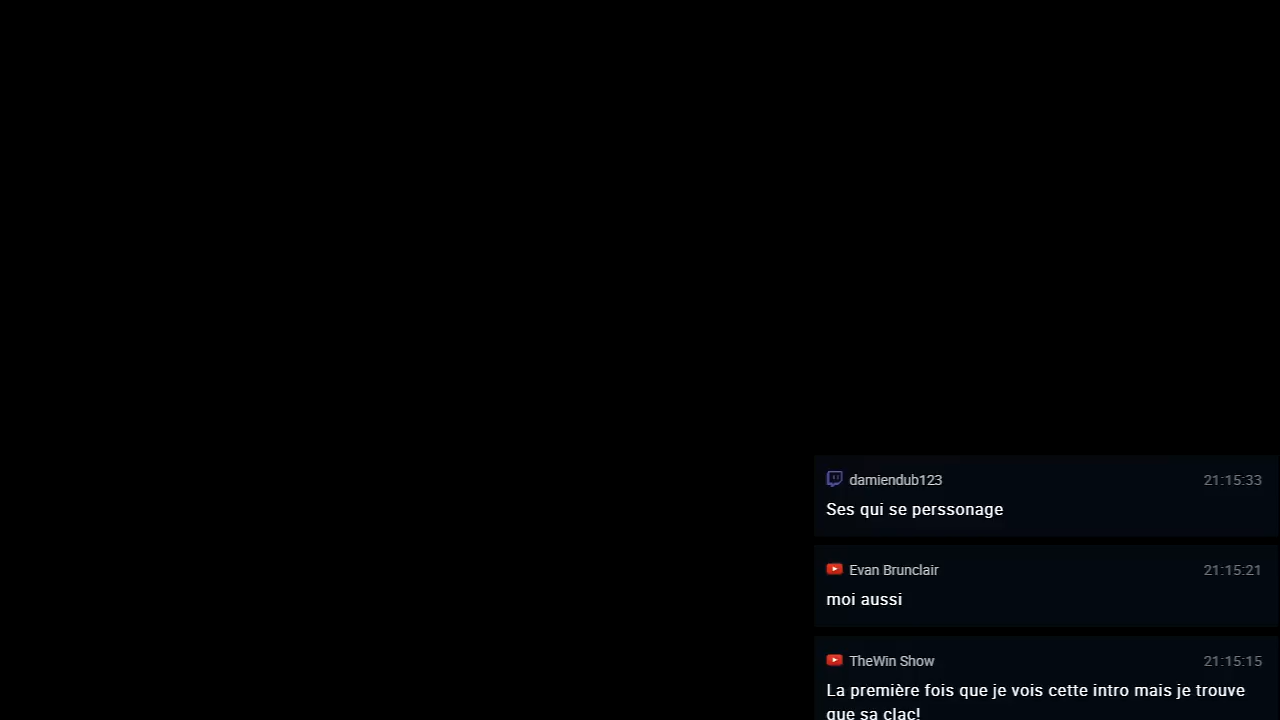 damiendub123 21:15:33
Ses qui se perssonage
Evan Brunclair 21:15:21
moi aussi
TheWin Show 21:15:15
La première fois que je vois cette intro mais je trouve
que sa clac!